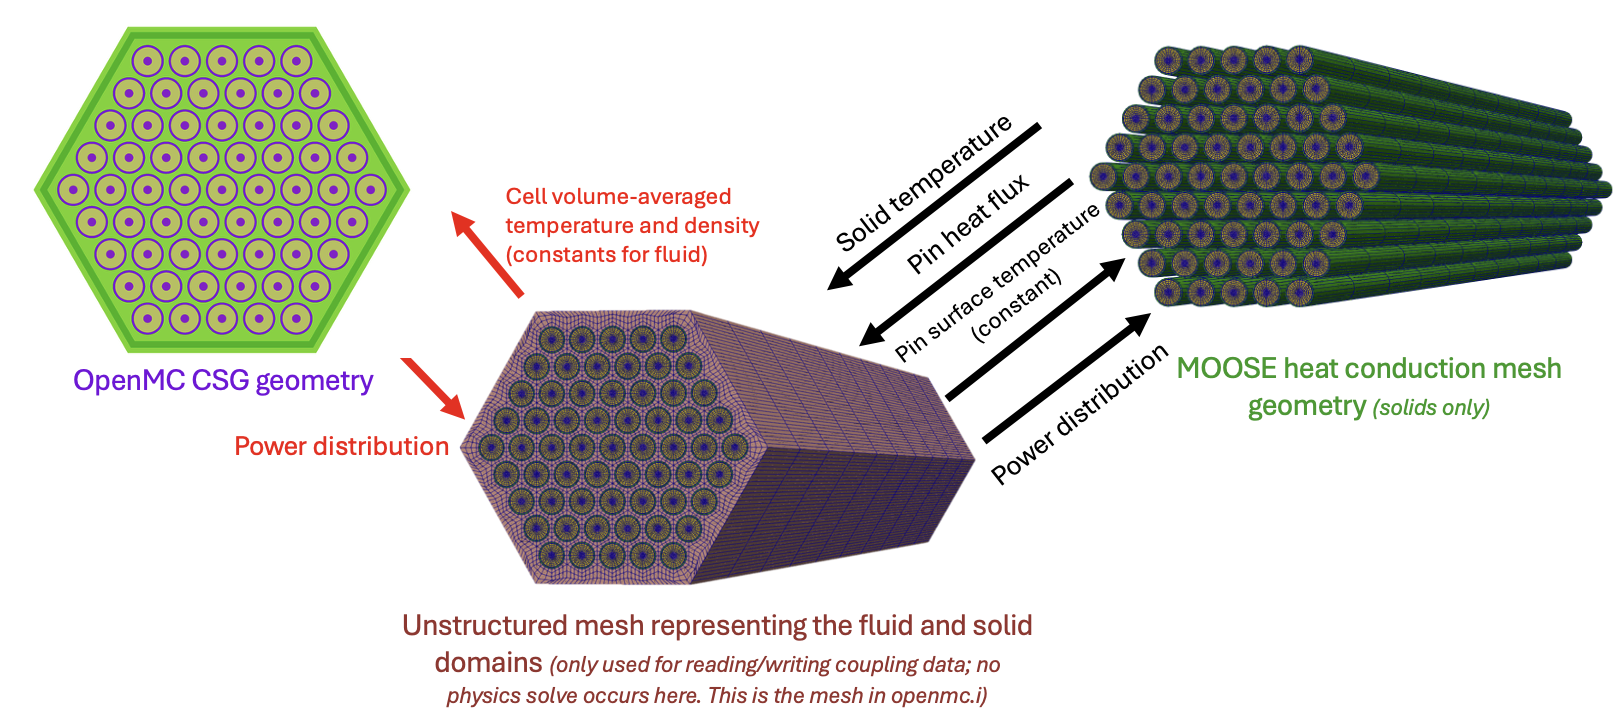 Cell volume-averaged
temperature and density
(constants for fluid)
Solid temperature
Pin heat flux
Pin surface temperature
(constant)
Power distribution
OpenMC CSG geometry
Power distribution
MOOSE heat conduction mesh
geometry (solids only)
Unstructured mesh representing the fluid and solid
domains (only used for reading/writing coupling data; no
physics solve occurs here. This is the mesh in openmc.i)